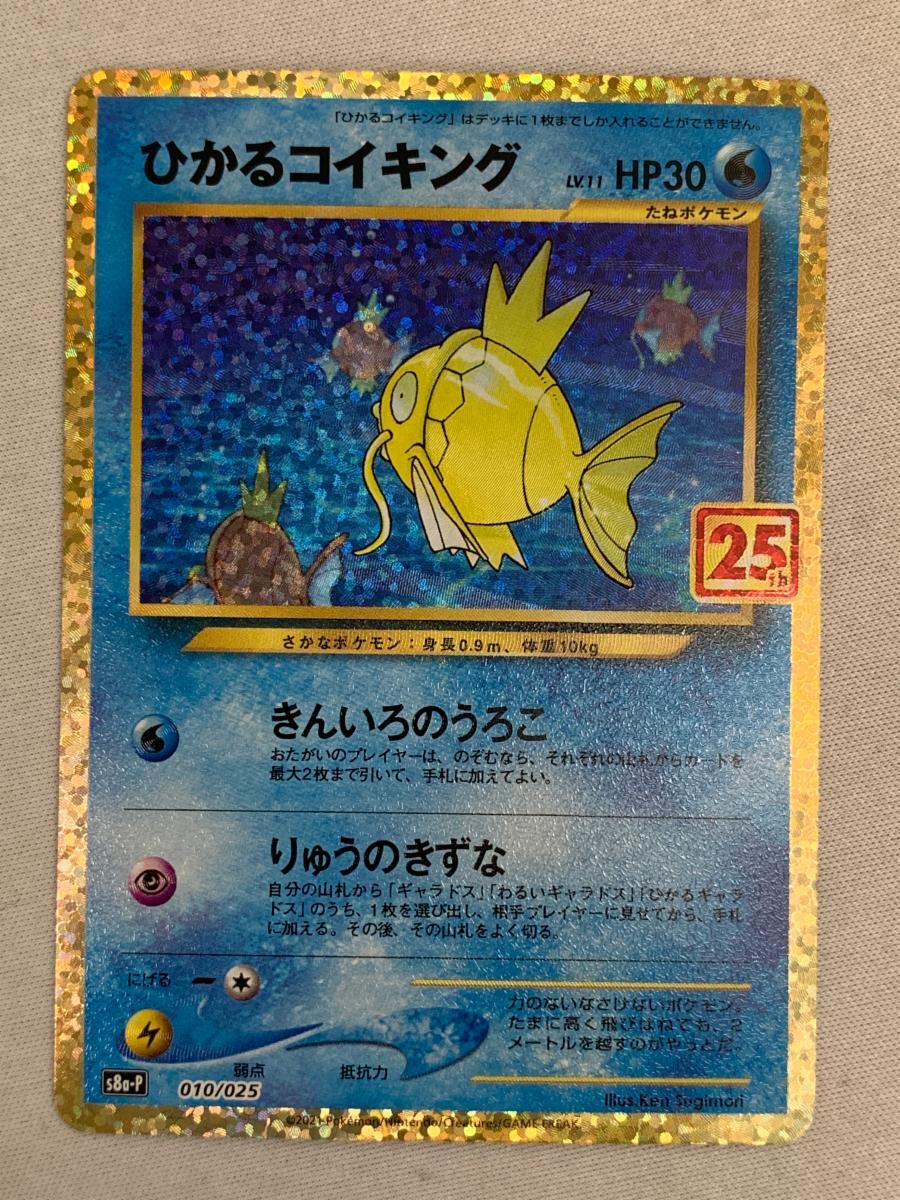 「ひかるコイキング」はデッキに1枚までしか入れることができません。
ひかるコイキング LV.11 HP30
たねポケモン
25th
さかなポケモン：身長0.9m、体重10kg
きんいろのうろこ
おたがいのプレイヤーは、のぞむなら、それぞれの山札からカードを
最大2枚まで引いて、手札に加えてよい。
りゅうのきずな
自分の山札から「ギャラドス」「わるいギャラドス」「ひかるギャラ
ドス」のうち、1枚を選び出し、相手プレイヤーに見せてから、手札
に加える。その後、その山札をよく切る。
にげる
力のないなさけないポケモン。
たまに高く飛びはねても、2
メートルを越すのがやっとだ。
弱点 抵抗力
s8a-P 010/025
Illus.Ken Sugimori
©2021 Pokémon/Nintendo/Creatures/GAME FREAK